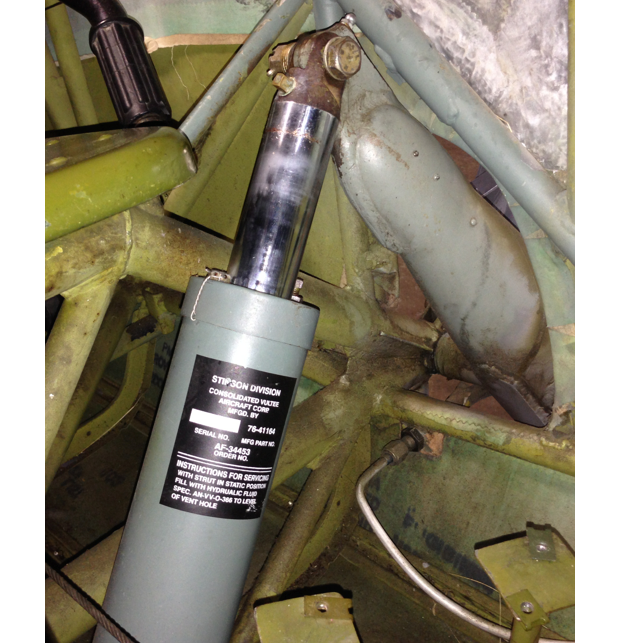 STINSON DIVISION
CONSOLIDATED VULTEE
AIRCRAFT CORP
MFGD. BY
76-41164
SERIAL NO. MFG PART NO.
AF-34453
ORDER NO.
INSTRUCTIONS FOR SERVICING
WITH STRUT IN STATIC POSITION
FILL WITH HYDRUALIC FLUID
SPEC. AN-VV-O-366 TO LEVEL
OF VENT HOLE